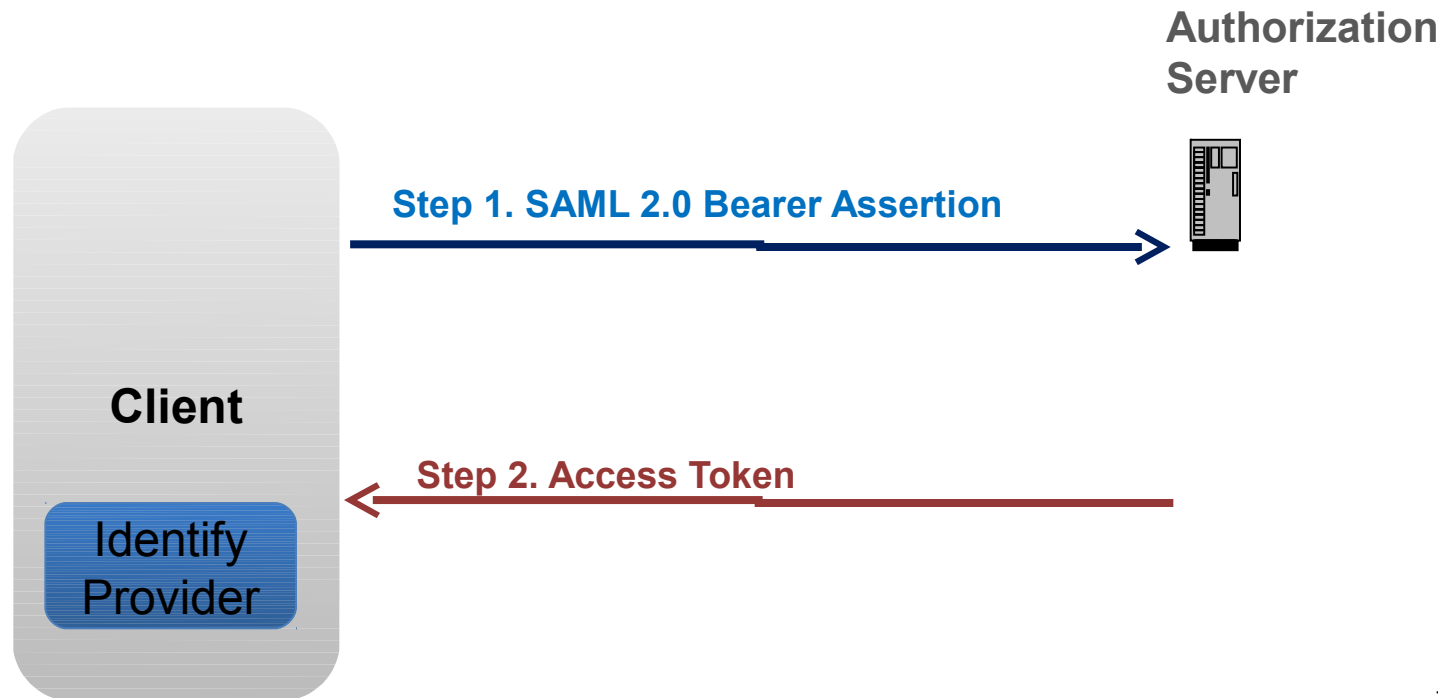 Authorization
Server
Step 1. SAML 2.0 Bearer Assertion
Client
Step 2. Access Token
Identify
Provider